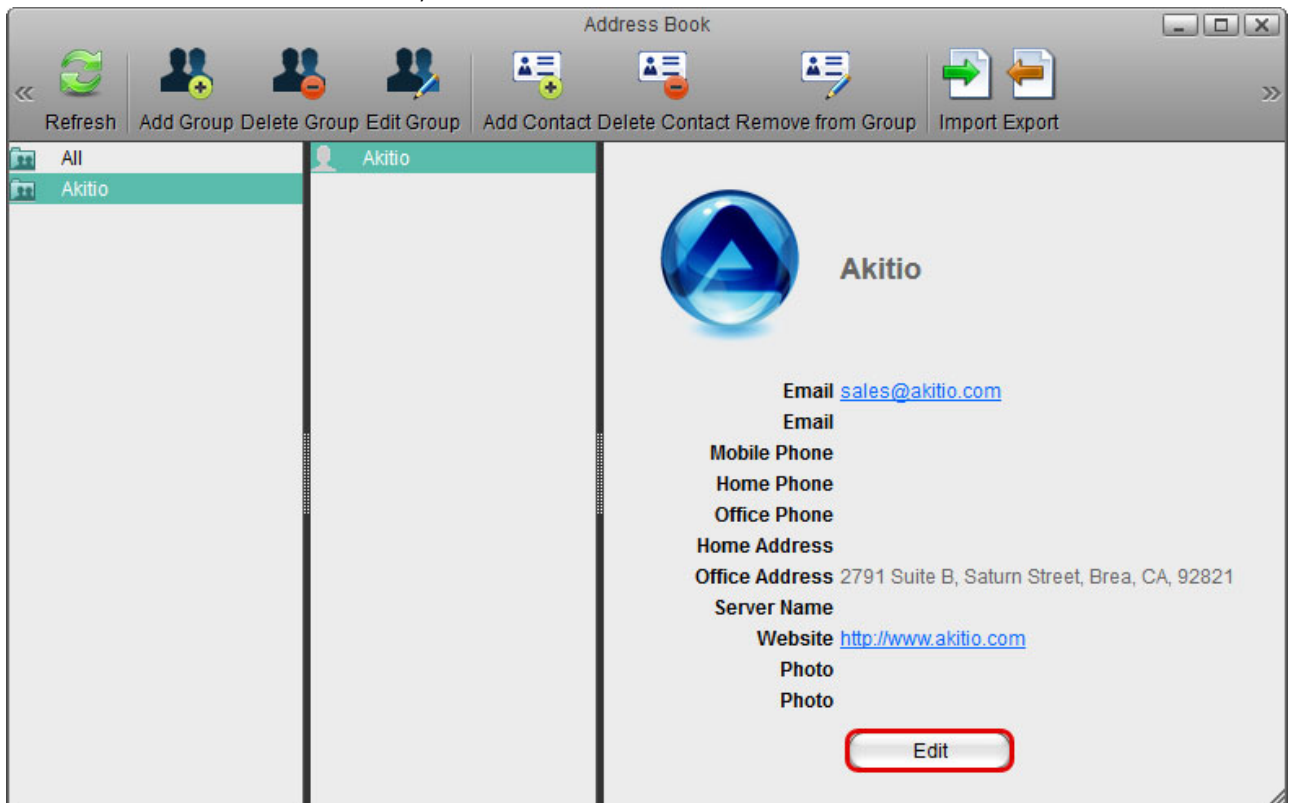 Address Book
Refresh Add Group Delete Group Edit Group Add Contact Delete Contact Remove from Group Import Export
All
Akitio
Akitio
Akitio
Email sales@akitio.com
Email
Mobile Phone
Home Phone
Office Phone
Home Address
Office Address 2791 Suite B, Saturn Street, Brea, CA, 92821
Server Name
Website http://www.akitio.com
Photo
Photo
Edit